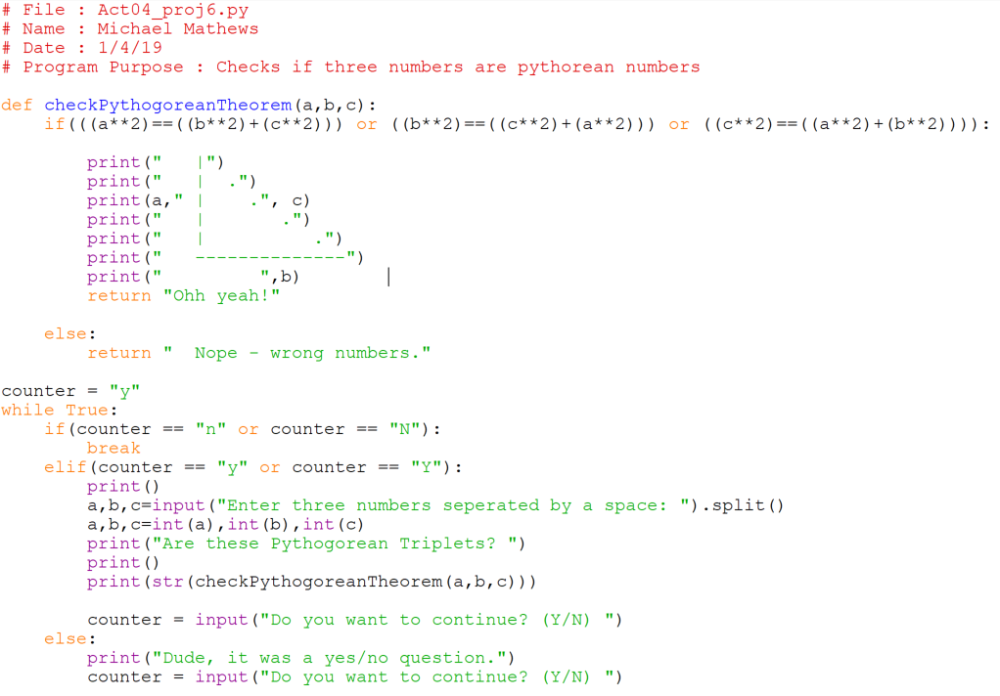 # File : Act04_proj6.py
# Name : Michael Mathews
# Date : 1/4/19
# Program Purpose : Checks if three numbers are pythorean numbers

def checkPythogoreanTheorem(a,b,c):
    if(((a**2)==((b**2)+(c**2))) or ((b**2)==((c**2)+(a**2))) or ((c**2)==((a**2)+(b**2)))):

        print("   |")
        print("   |  .")
        print(a," |    .", c)
        print("   |       .")
        print("   |          .")
        print("   --------------")
        print("         ",b)
        return "Ohh yeah!"

    else:
        return "  Nope - wrong numbers."

counter = "y"
while True:
    if(counter == "n" or counter == "N"):
        break
    elif(counter == "y" or counter == "Y"):
        print()
        a,b,c=input("Enter three numbers seperated by a space: ").split()
        a,b,c=int(a),int(b),int(c)
        print("Are these Pythogorean Triplets? ")
        print()
        print(str(checkPythogoreanTheorem(a,b,c)))

        counter = input("Do you want to continue? (Y/N) ")
    else:
        print("Dude, it was a yes/no question.")
        counter = input("Do you want to continue? (Y/N) ")